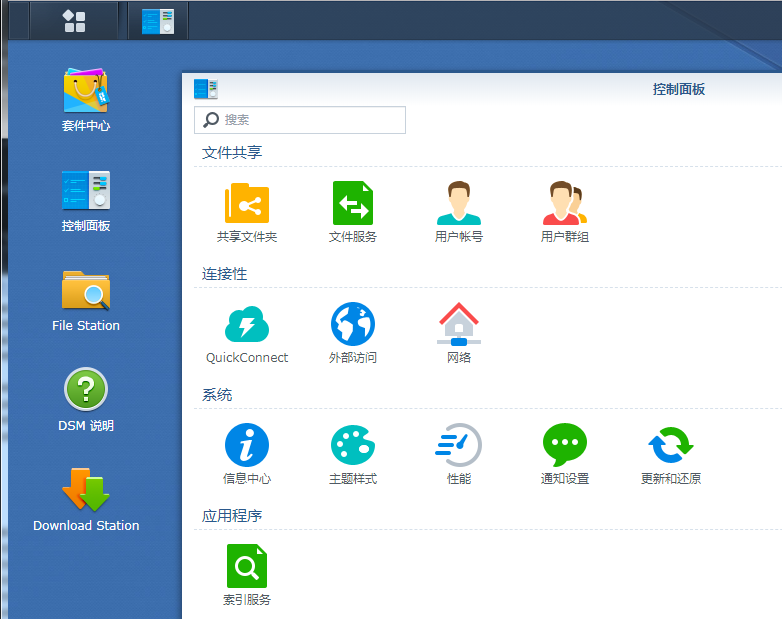 套件中心
控制面板
File Station
DSM 说明
Download Station
控制面板
搜索
文件共享
共享文件夹
文件服务
用户帐号
用户群组
连接性
QuickConnect
外部访问
网络
系统
信息中心
主题样式
性能
通知设置
更新和还原
应用程序
索引服务